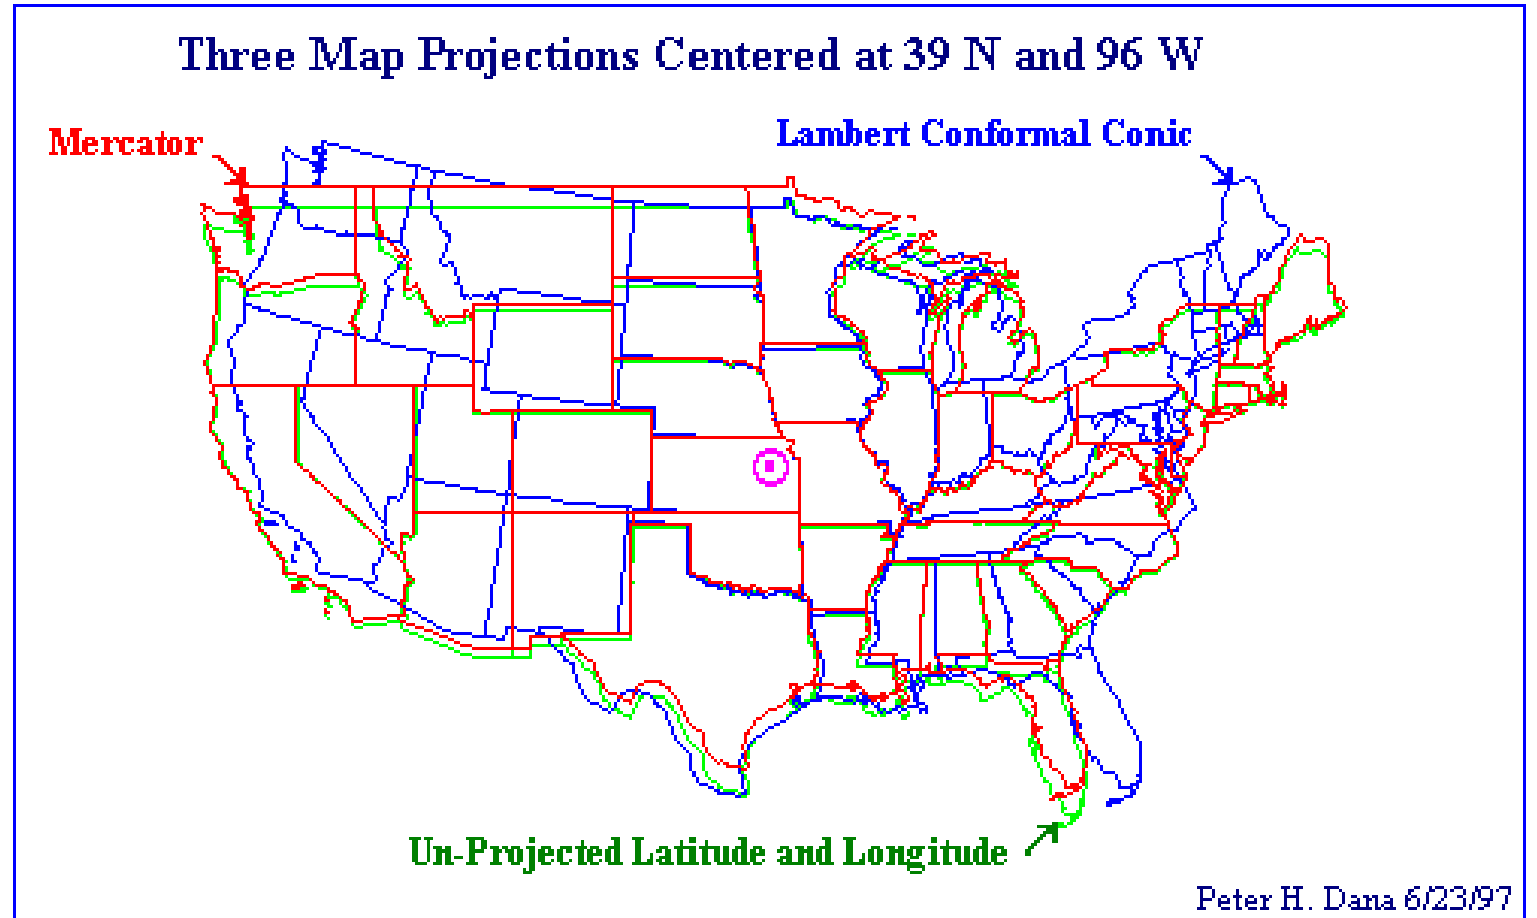 Three Map Projections Centered at 39 N and 96 W
Mercator
Lambert Conformal Conic
Un-Projected Latitude and Longitude
Peter H. Dana 6/23/97